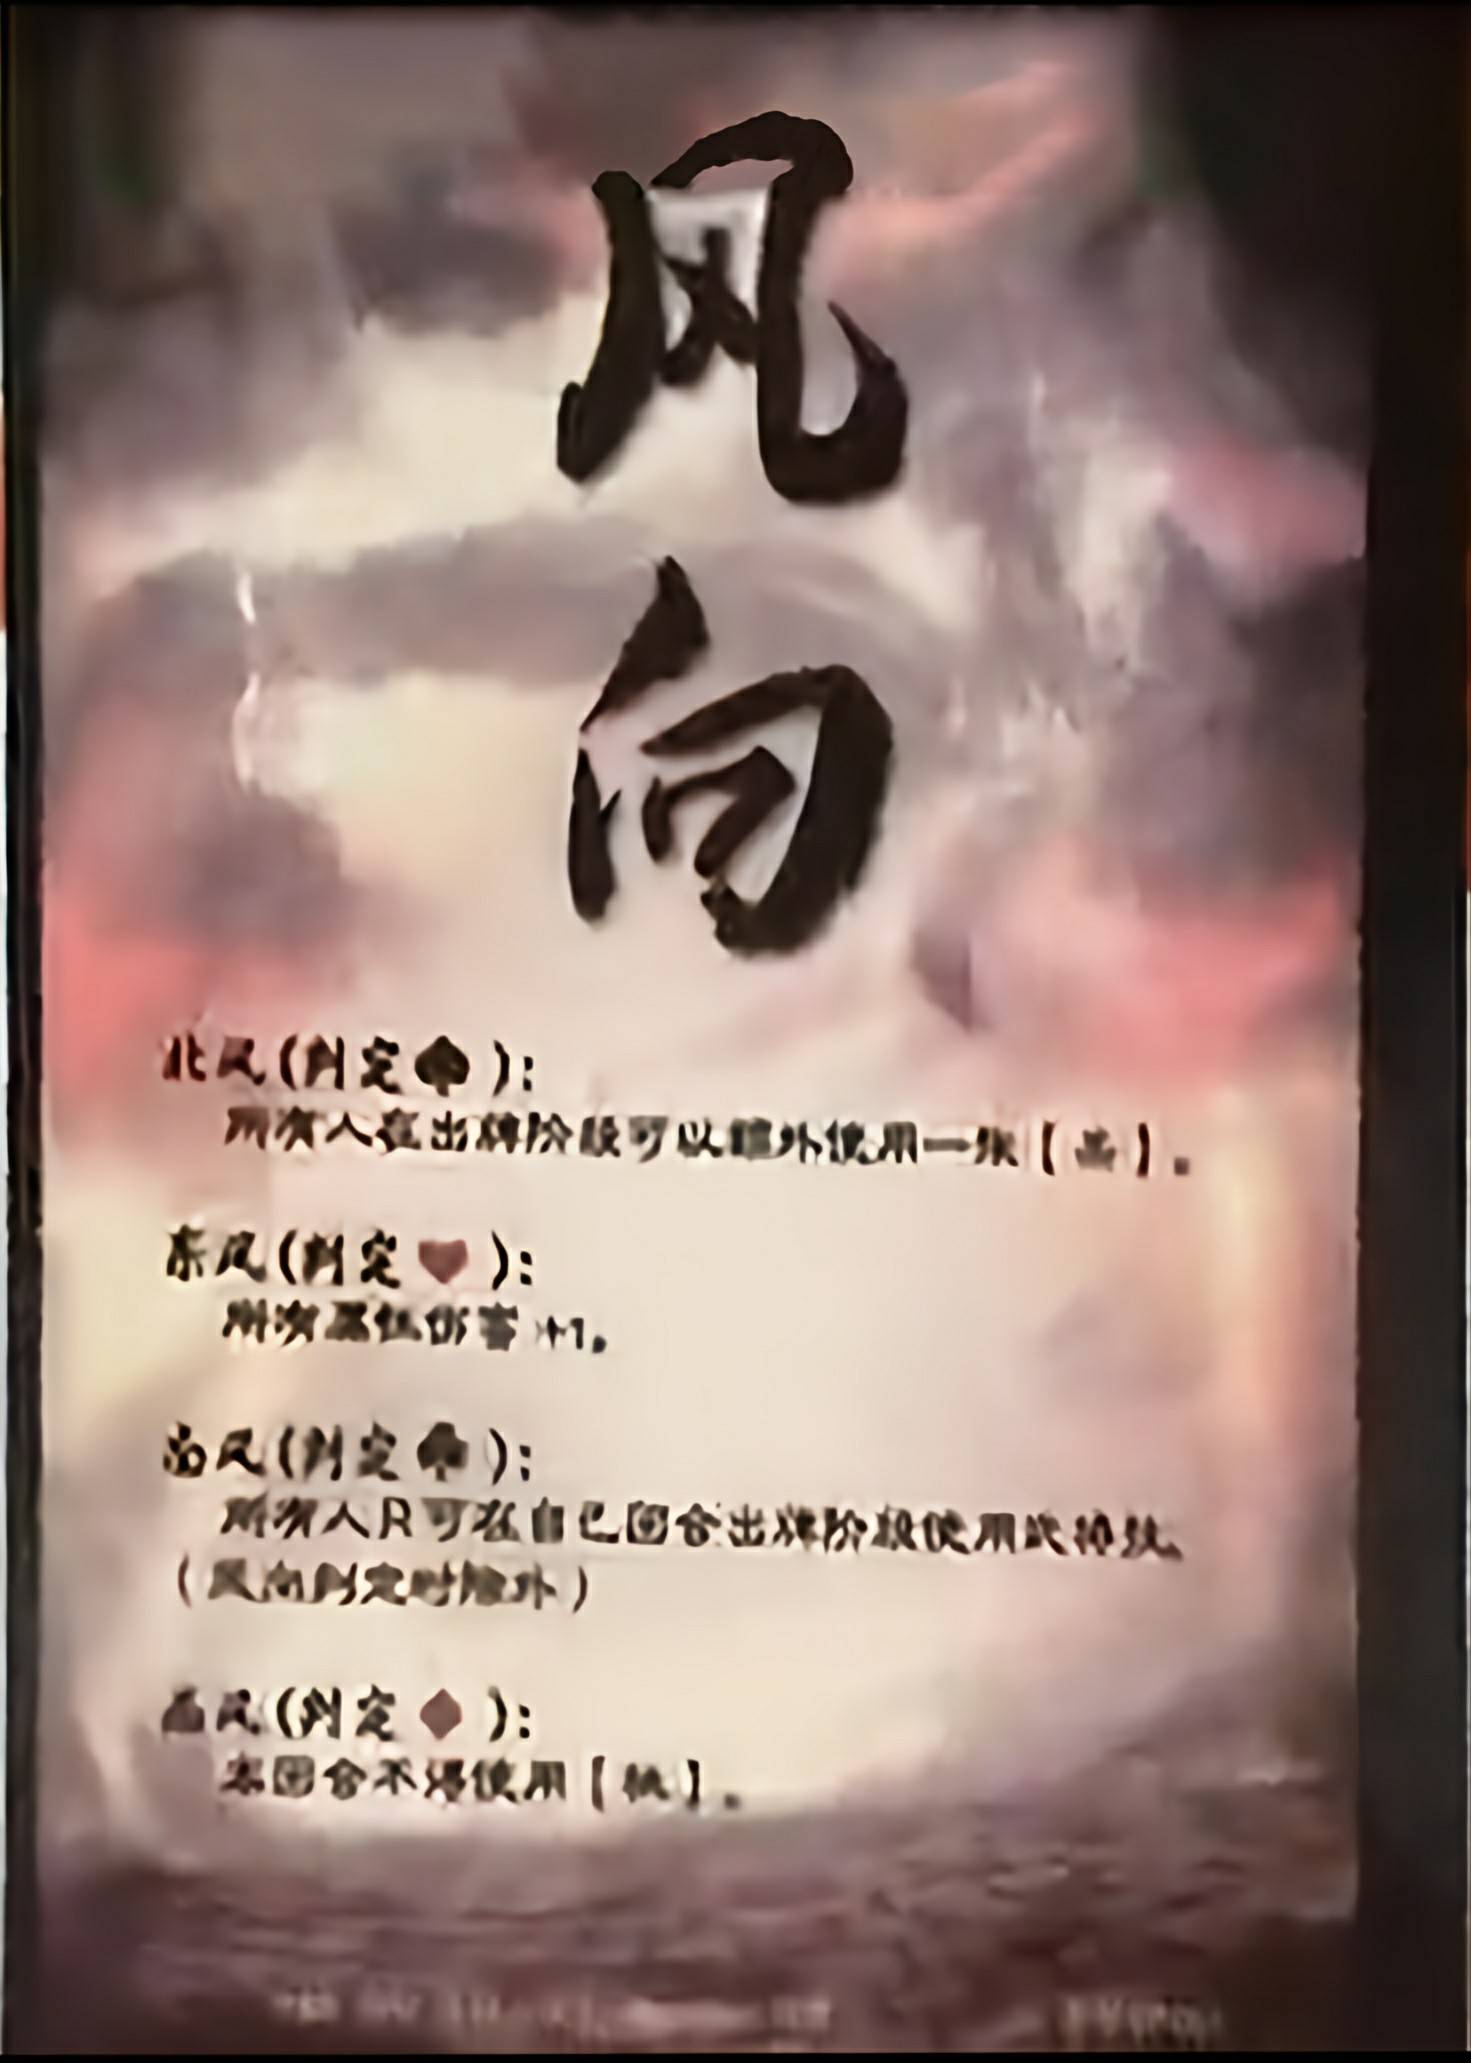 风
向
北风(判定♠):
所有人在出牌阶段可以额外使用一张【杀】。
东风(判定♥):
所有属性伤害+1。
南风(判定♣):
所有人只可在自己回合出牌阶段使用武将技。
(风向判定时除外)
西风(判定♦):
本回合不得使用【桃】。